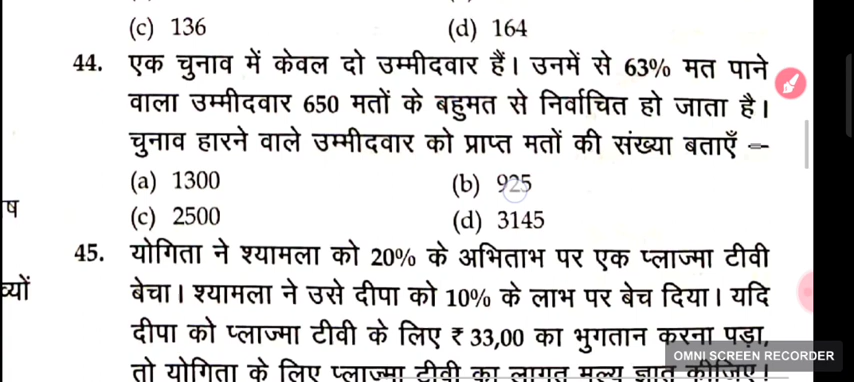 (c) 136 (d) 164
44. एक चुनाव में केवल दो उम्मीदवार हैं। उनमें से 63% मत पाने
वाला उम्मीदवार 650 मतों के बहुमत से निर्वाचित हो जाता है।
चुनाव हारने वाले उम्मीदवार को प्राप्त मतों की संख्या बताएँ –
(a) 1300 (b) 925
ष
(c) 2500 (d) 3145
45. योगिता ने श्यामला को 20% के अभिताभ पर एक प्लाज्मा टीवी
व्यों
बेचा। श्यामला ने उसे दीपा को 10% के लाभ पर बेच दिया। यदि
दीपा को प्लाज्मा टीवी के लिए ₹ 33,00 का भुगतान करना पड़ा,
तो योगिता के लिए प्लाज्मा टीवी का लागत मूल्य ज्ञात कीजिए।
OMNI SCREEN RECORDER